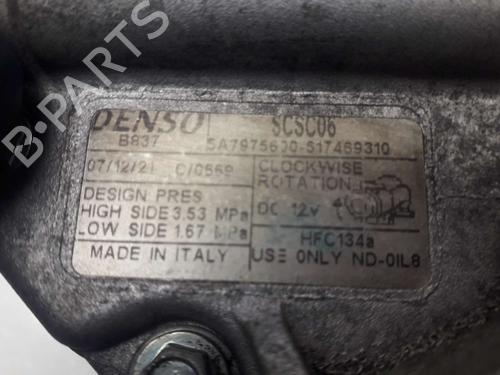 DENSO SCSC06
B837 5A7975600-517469310
07/12/21 C/0569 CLOCKWISE
ROTATION
DESIGN PRES
HIGH SIDE 3.53 MPa DC 12v
LOW SIDE 1.67 MPa HFC134a
MADE IN ITALY USE ONLY ND-OIL8
B-PARTS